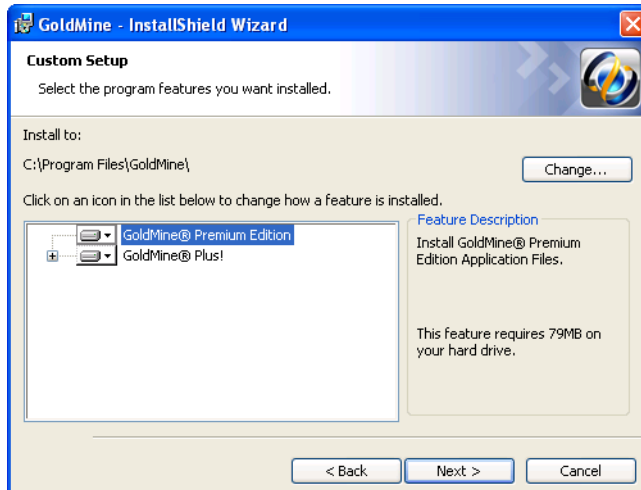 GoldMine - InstallShield Wizard
Custom Setup
Select the program features you want installed.
Install to:
C:\Program Files\GoldMine\
Change...
Click on an icon in the list below to change how a feature is installed.
GoldMine® Premium Edition
GoldMine® Plus!
Feature Description
Install GoldMine® Premium
Edition Application Files.
This feature requires 79MB on
your hard drive.
< Back
Next >
Cancel